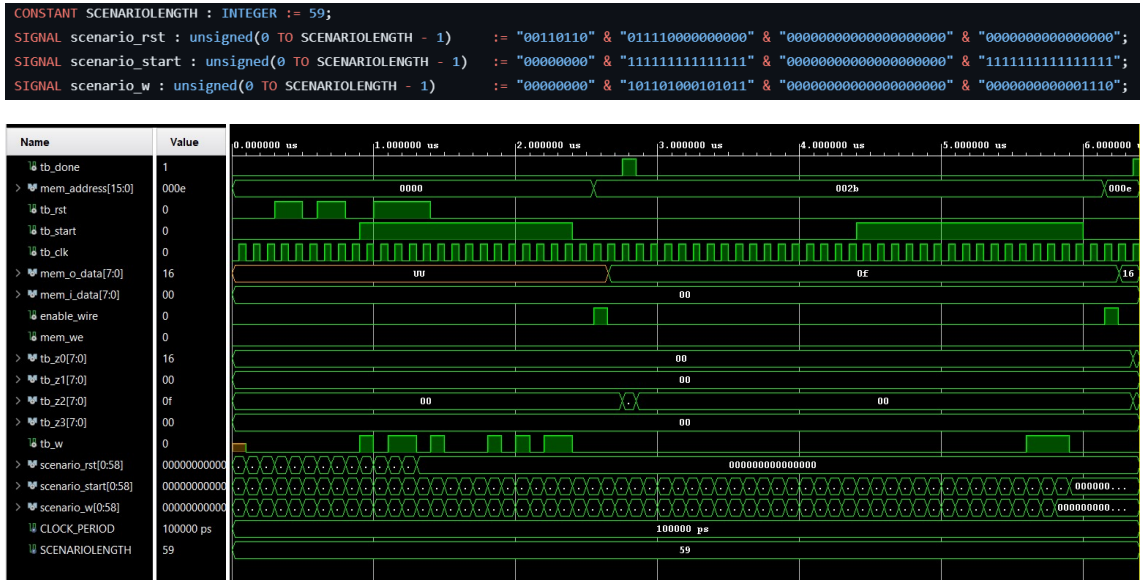 CONSTANT SCENARIOLENGTH : INTEGER := 59;
SIGNAL scenario_rst : unsigned(0 TO SCENARIOLENGTH - 1) := "00110110" & "011110000000000" & "00000000000000000000" & "0000000000000000";
SIGNAL scenario_start : unsigned(0 TO SCENARIOLENGTH - 1) := "00000000" & "111111111111111" & "00000000000000000000" & "1111111111111111";
SIGNAL scenario_w : unsigned(0 TO SCENARIOLENGTH - 1) := "00000000" & "101101000101011" & "00000000000000000000" & "0000000000001110";
Name Value 0.000000 us 1.000000 us 2.000000 us 3.000000 us 4.000000 us 5.000000 us 6.000000
tb_done 1
mem_address[15:0] 000e 0000 002b 000e
tb_rst 0
tb_start 0
tb_clk 0
mem_o_data[7:0] 16 UU 0f 16
mem_i_data[7:0] 00 00
enable_wire 0
mem_we 0
tb_z0[7:0] 16 00
tb_z1[7:0] 00 00
tb_z2[7:0] 0f 00 . 00
tb_z3[7:0] 00 00
tb_w 0
scenario_rst[0:58] 00000000000 000000000000000
scenario_start[0:58] 00000000000 000000...
scenario_w[0:58] 00000000000 000000000...
CLOCK_PERIOD 100000 ps 100000 ps
SCENARIOLENGTH 59 59